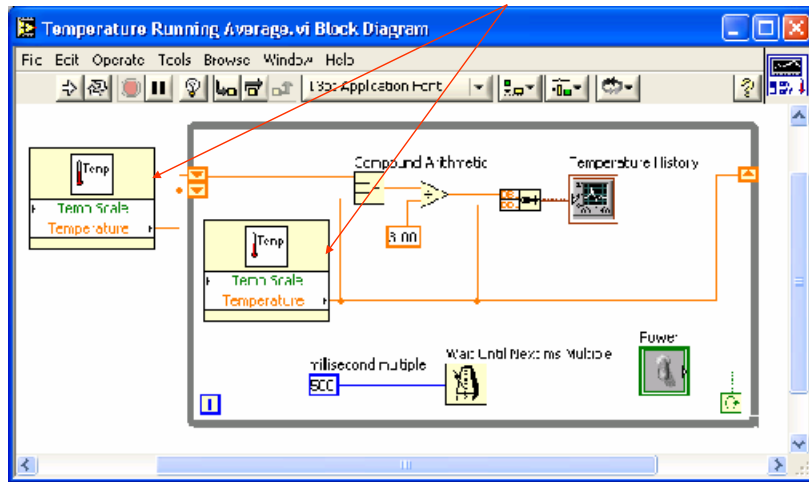 Temperature Running Average.vi Block Diagram
File Edit Operate Tools Browse Window Help
13pt Application Font
Temp
Temp Scale
Temperature
Compound Arithmetic
Temperature History
3.00
Temp
Temp Scale
Temperature
millisecond multiple
500
Wait Until Next ms Multiple
Power
i